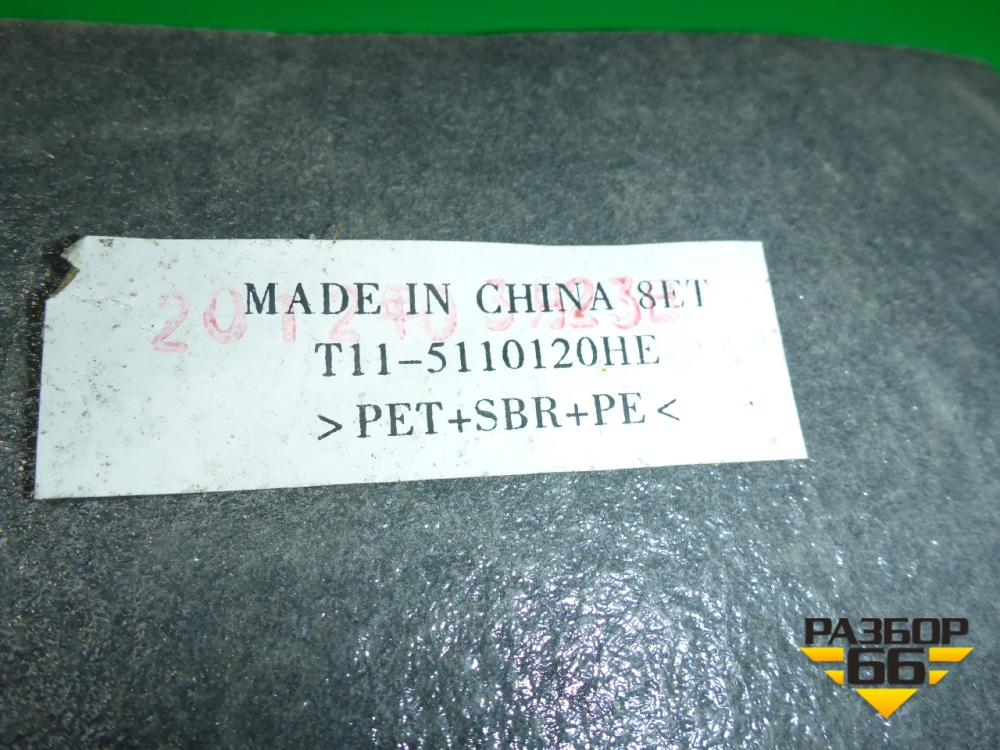 MADE IN CHINA 8ET
T11-5110120HE
>PET+SBR+PE<
РАЗБОР
66